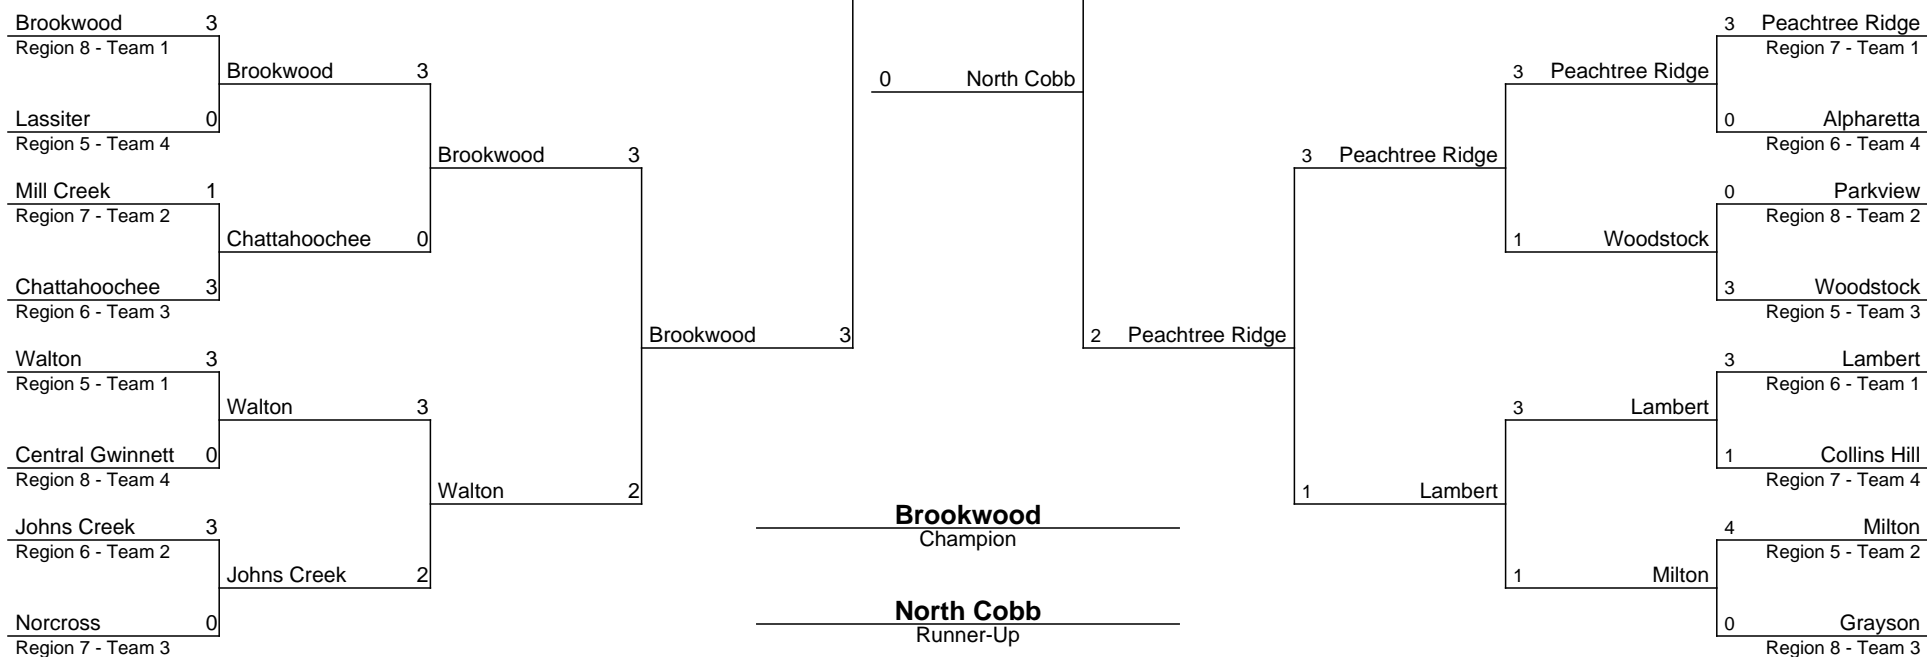 Brookwood 3
Region 8 - Team 1
Brookwood 3
Lassiter 0
Region 5 - Team 4
Brookwood 3
Mill Creek 1
Region 7 - Team 2
Chattahoochee 0
Chattahoochee 3
Region 6 - Team 3
Brookwood 3
Walton 3
Region 5 - Team 1
Walton 3
Central Gwinnett 0
Region 8 - Team 4
Walton 2
Johns Creek 3
Region 6 - Team 2
Johns Creek 2
Norcross 0
Region 7 - Team 3
0 North Cobb
Brookwood
Champion
North Cobb
Runner-Up
3 Peachtree Ridge
Region 7 - Team 1
3 Peachtree Ridge
0 Alpharetta
Region 6 - Team 4
3 Peachtree Ridge
0 Parkview
Region 8 - Team 2
1 Woodstock
3 Woodstock
Region 5 - Team 3
2 Peachtree Ridge
3 Lambert
Region 6 - Team 1
3 Lambert
1 Collins Hill
Region 7 - Team 4
1 Lambert
4 Milton
Region 5 - Team 2
1 Milton
0 Grayson
Region 8 - Team 3